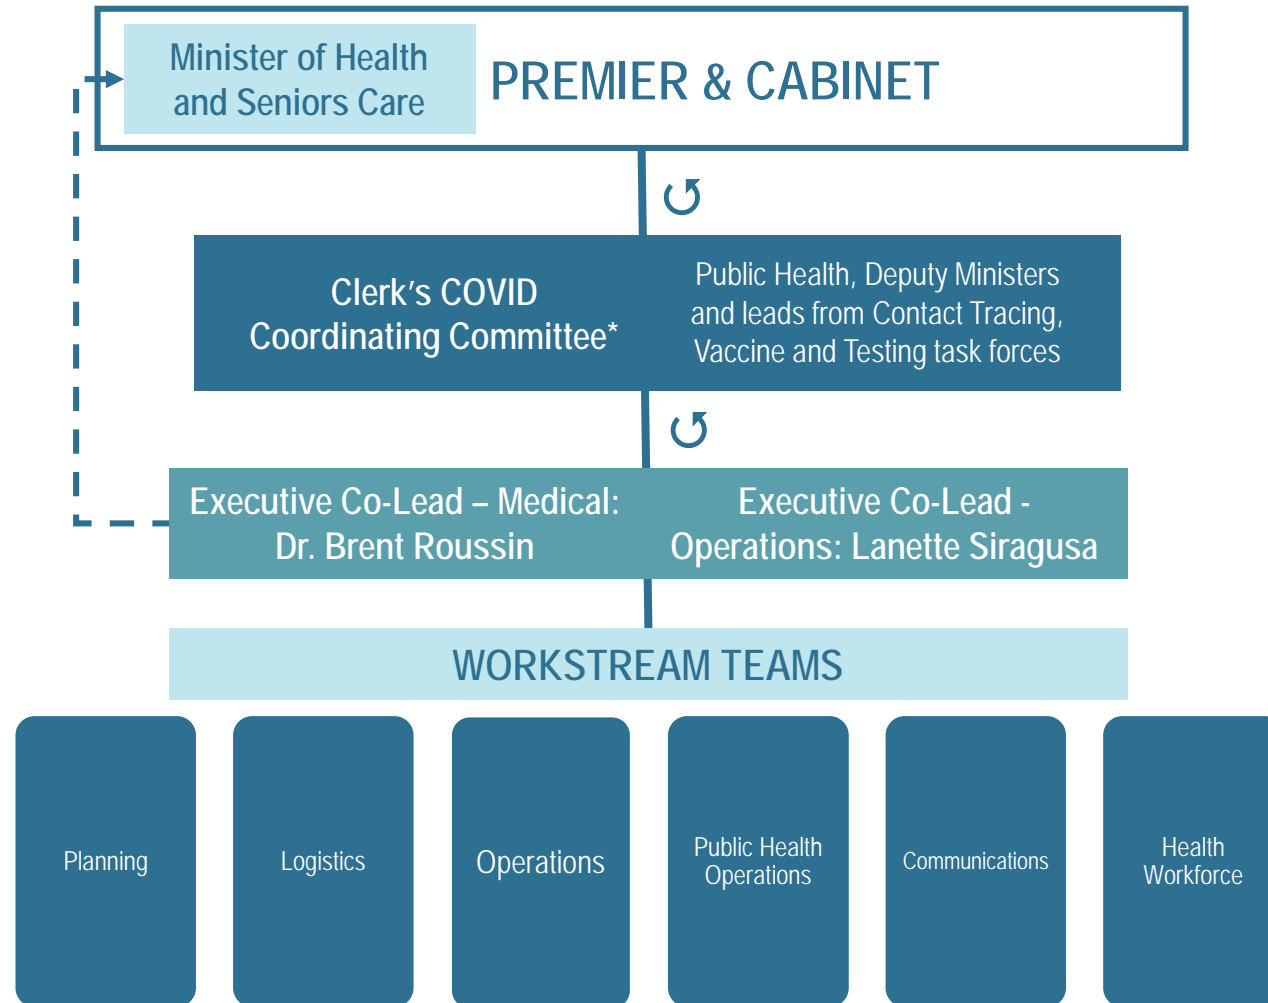 Minister of Health
and Seniors Care
PREMIER & CABINET
Clerk's COVID
Coordinating Committee*
Public Health, Deputy Ministers
and leads from Contact Tracing,
Vaccine and Testing task forces
Executive Co-Lead – Medical:
Dr. Brent Roussin
Executive Co-Lead -
Operations: Lanette Siragusa
WORKSTREAM TEAMS
Planning
Logistics
Operations
Public Health
Operations
Communications
Health
Workforce